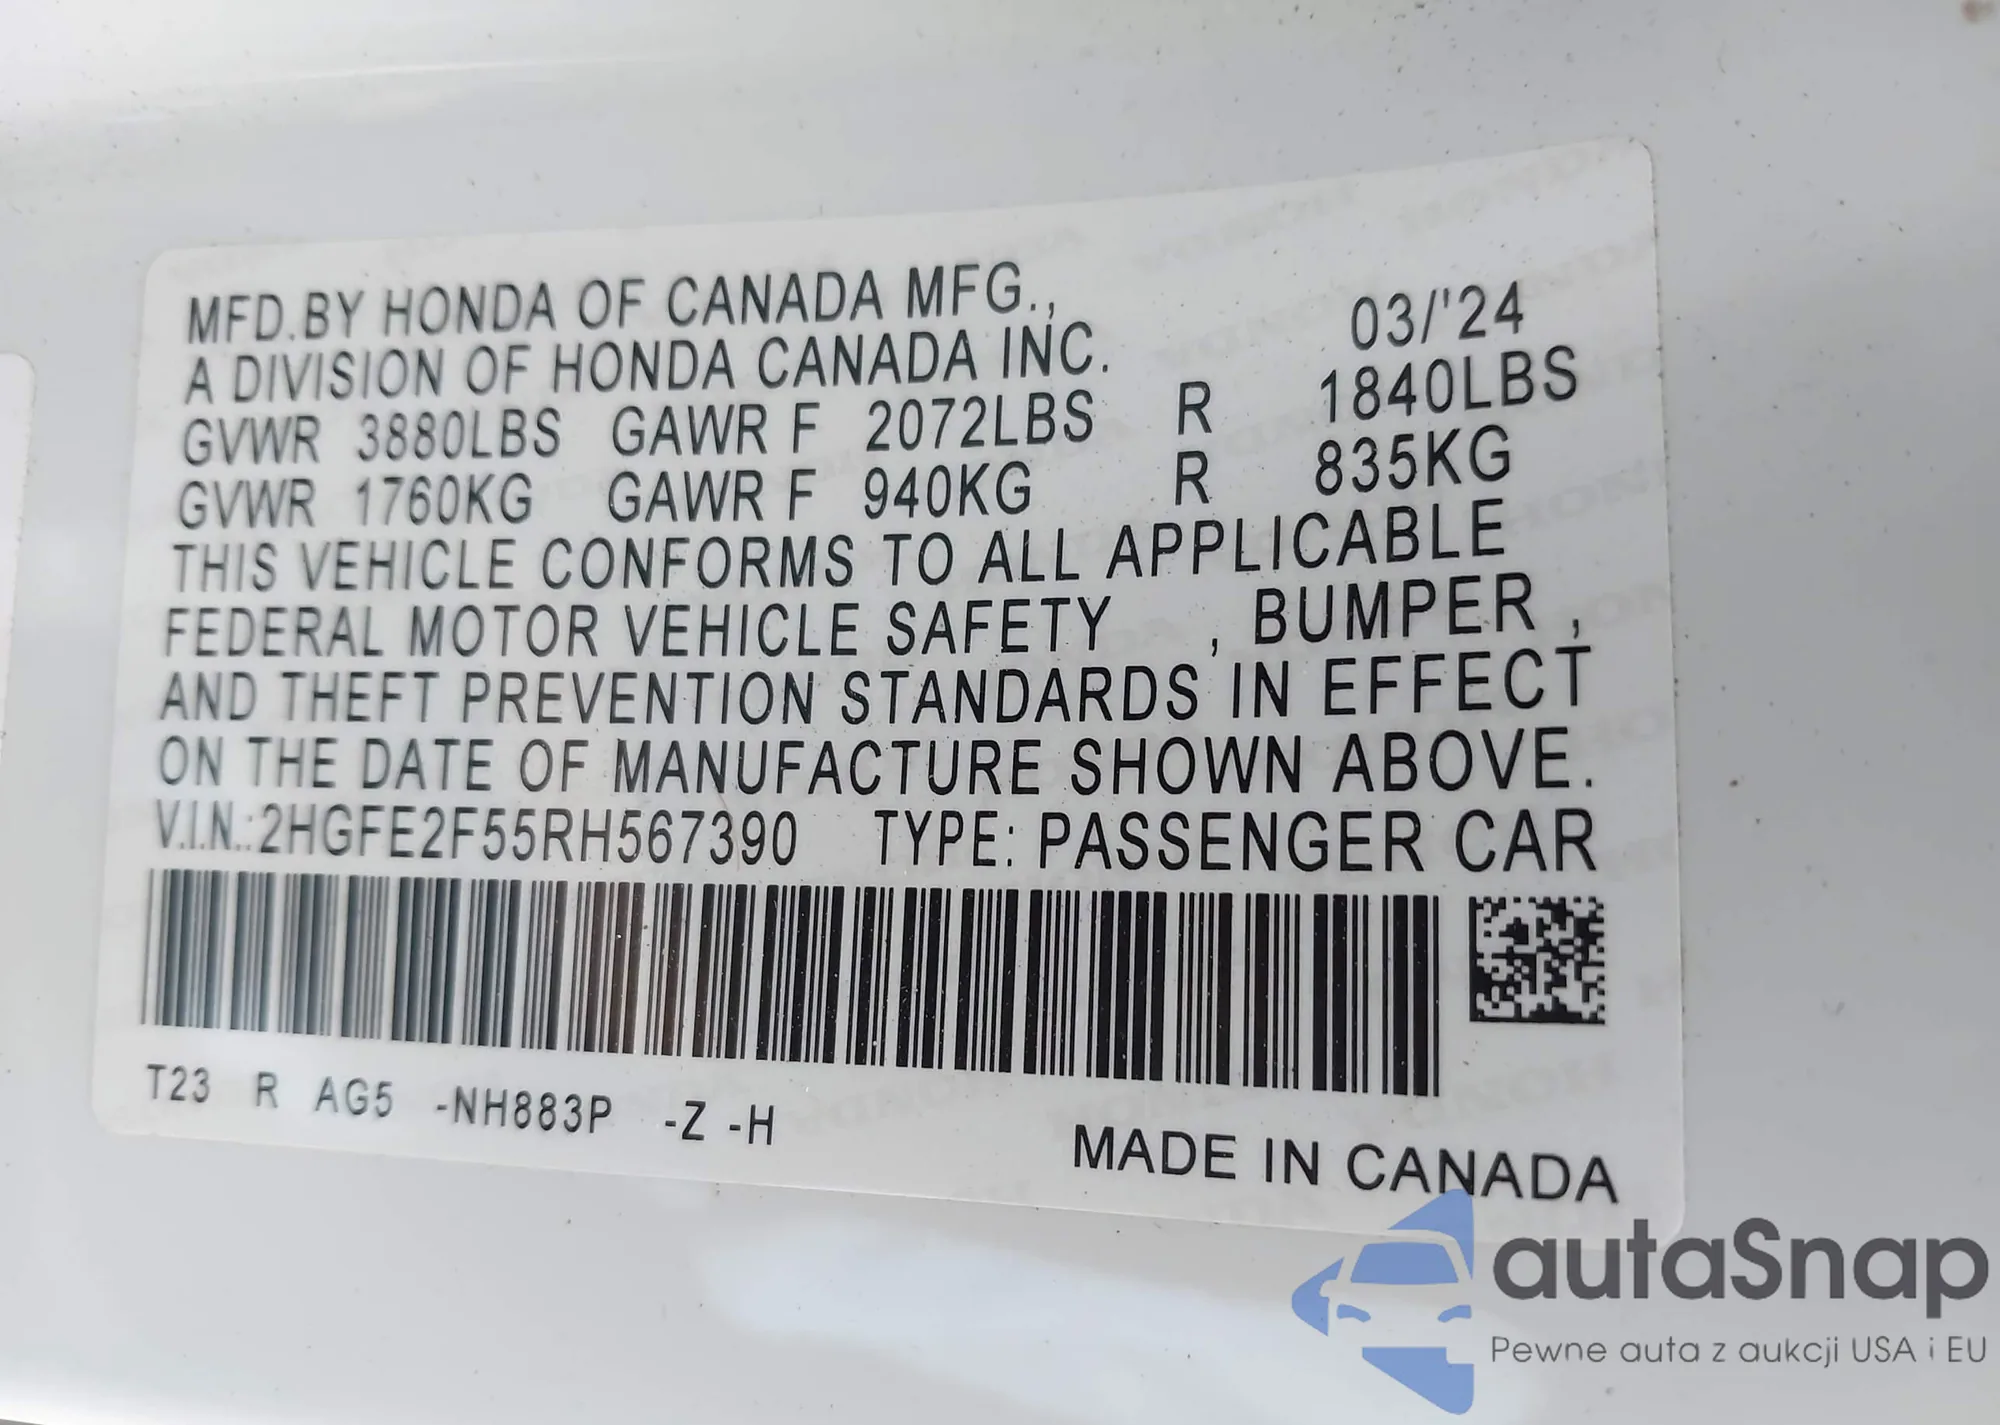 MFD.BY HONDA OF CANADA MFG.,
A DIVISION OF HONDA CANADA INC. 03/'24
GVWR 3880LBS GAWR F 2072LBS R 1840LBS
GVWR 1760KG GAWR F 940KG R 835KG
THIS VEHICLE CONFORMS TO ALL APPLICABLE
FEDERAL MOTOR VEHICLE SAFETY , BUMPER ,
AND THEFT PREVENTION STANDARDS IN EFFECT
ON THE DATE OF MANUFACTURE SHOWN ABOVE.
V.I.N.:2HGFE2F55RH567390 TYPE: PASSENGER CAR
T23 R AG5 -NH883P -Z -H
MADE IN CANADA
autaSnap
Pewne auta z aukcji USA i EU